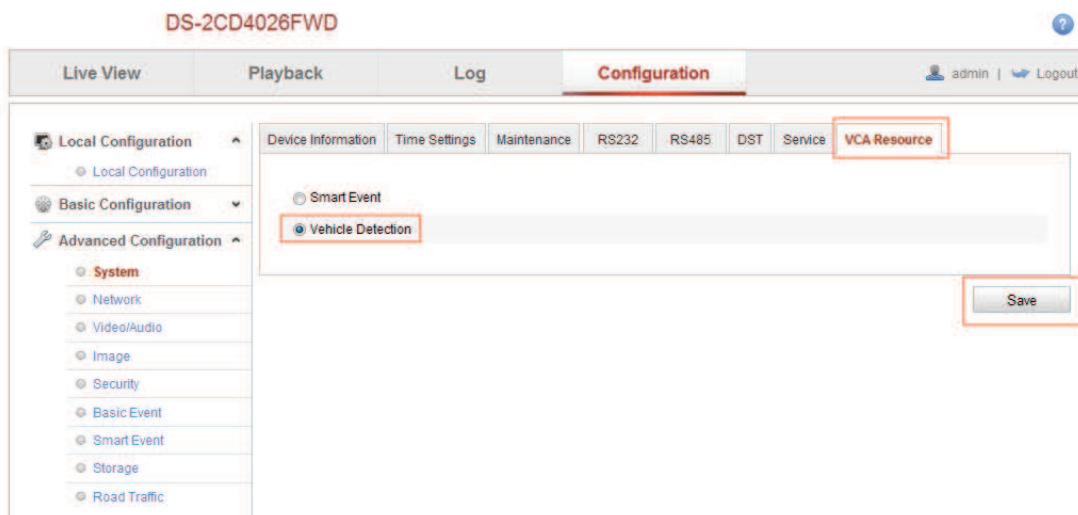 DS-2CD4026FWD
?
Live View Playback Log Configuration admin | Logout
Local Configuration
Local Configuration
Basic Configuration
Advanced Configuration
System
Network
Video/Audio
Image
Security
Basic Event
Smart Event
Storage
Road Traffic
Device Information Time Settings Maintenance RS232 RS485 DST Service VCA Resource
Smart Event
Vehicle Detection
Save